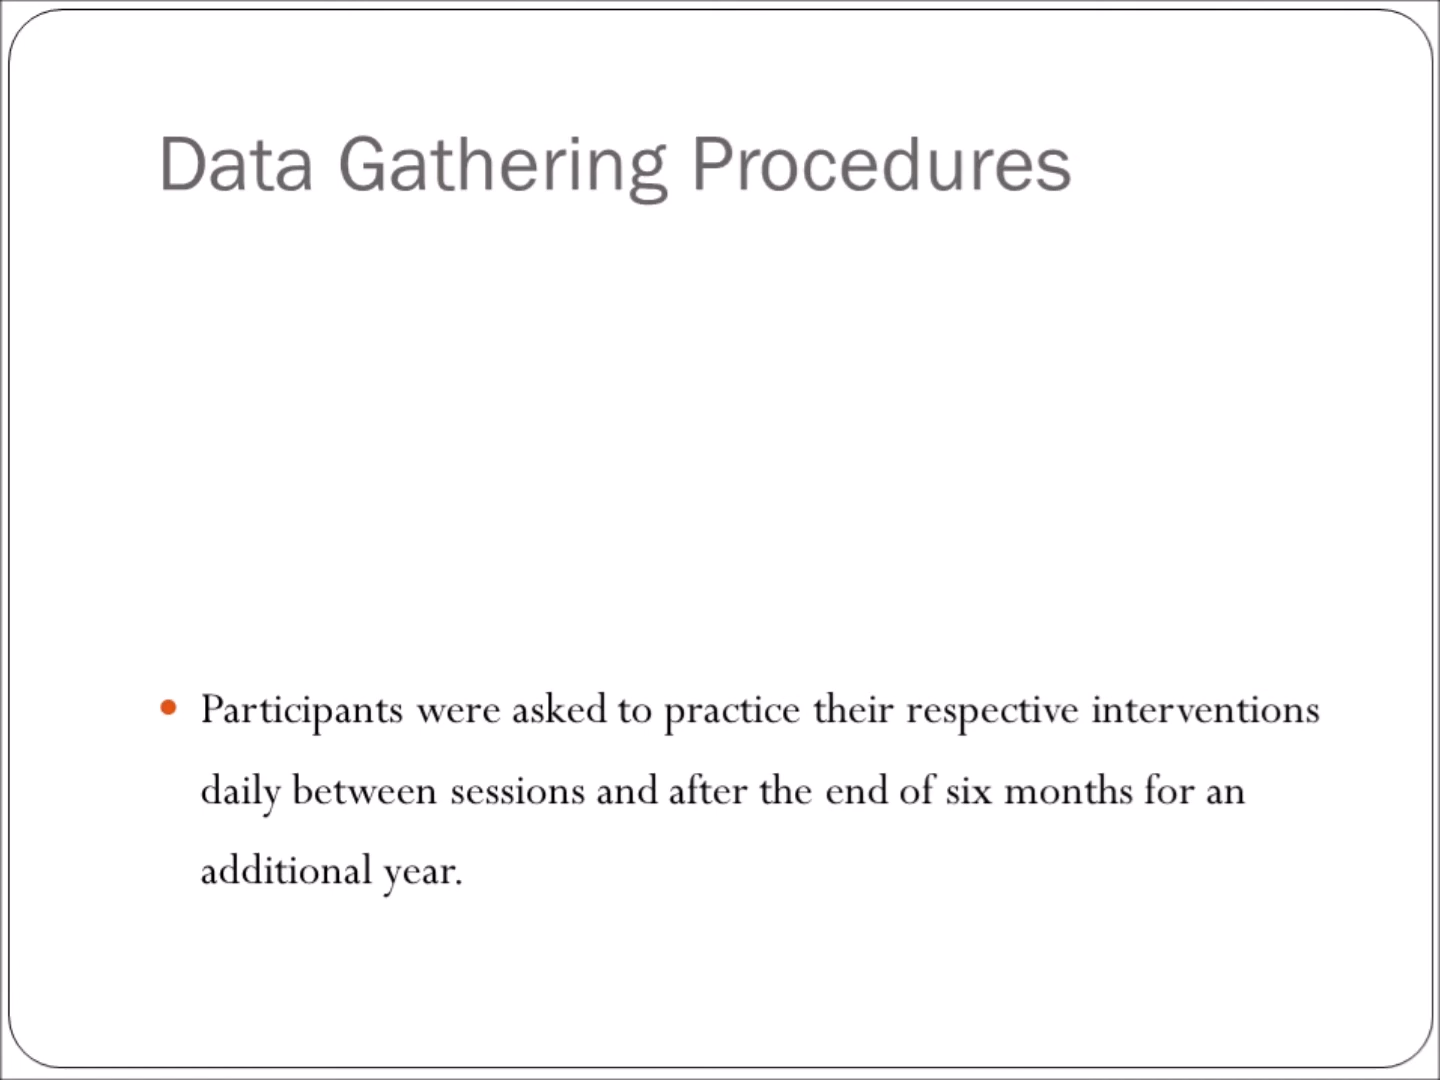 Data Gathering Procedures
Participants were asked to practice their respective interventions
daily between sessions and after the end of six months for an
additional year.